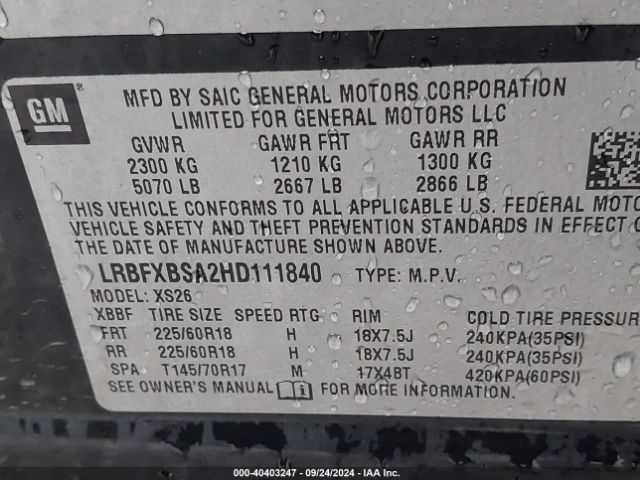 GM
MFD BY SAIC GENERAL MOTORS CORPORATION
LIMITED FOR GENERAL MOTORS LLC
GVWR GAWR FRT GAWR RR
2300 KG 1210 KG 1300 KG
5070 LB 2667 LB 2866 LB
THIS VEHICLE CONFORMS TO ALL APPLICABLE U.S. FEDERAL MOTO
VEHICLE SAFETY AND THEFT PREVENTION STANDARDS IN EFFECT
THE DATE OF MANUFACTURE SHOWN ABOVE.
LRBFXBSA2HD111840 TYPE: M.P.V.
MODEL: XS26
XBBF TIRE SIZE SPEED RTG RIM COLD TIRE PRESSUR
FRT 225/60R18 H 18X7.5J 240KPA(35PSI)
RR 225/60R18 H 18X7.5J 240KPA(35PSI)
SPA T145/70R17 M 17X4BT 420KPA(60PSI)
SEE OWNER'S MANUAL FOR MORE INFORMATION
000-40403247 - 09/24/2024 - IAA Inc.